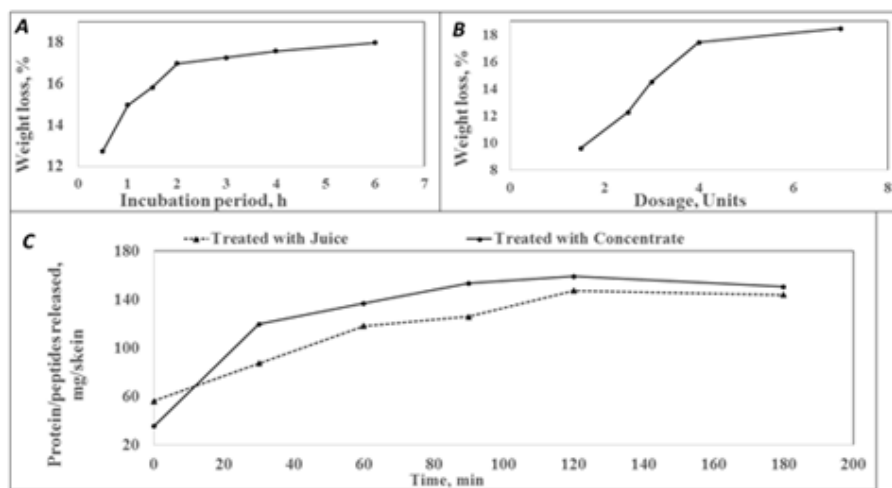 A
Weight loss, %
18
16
14
12
0 1 2 3 4 5 6 7
Incubation period, h
B
Weight loss, %
18
16
14
12
10
8
0 2 4 6 8
Dosage, Units
C
Treated with Juice Treated with Concentrate
Protein/peptides released,
mg/skein
180
140
100
60
20
0 20 40 60 80 100 120 140 160 180 200
Time, min